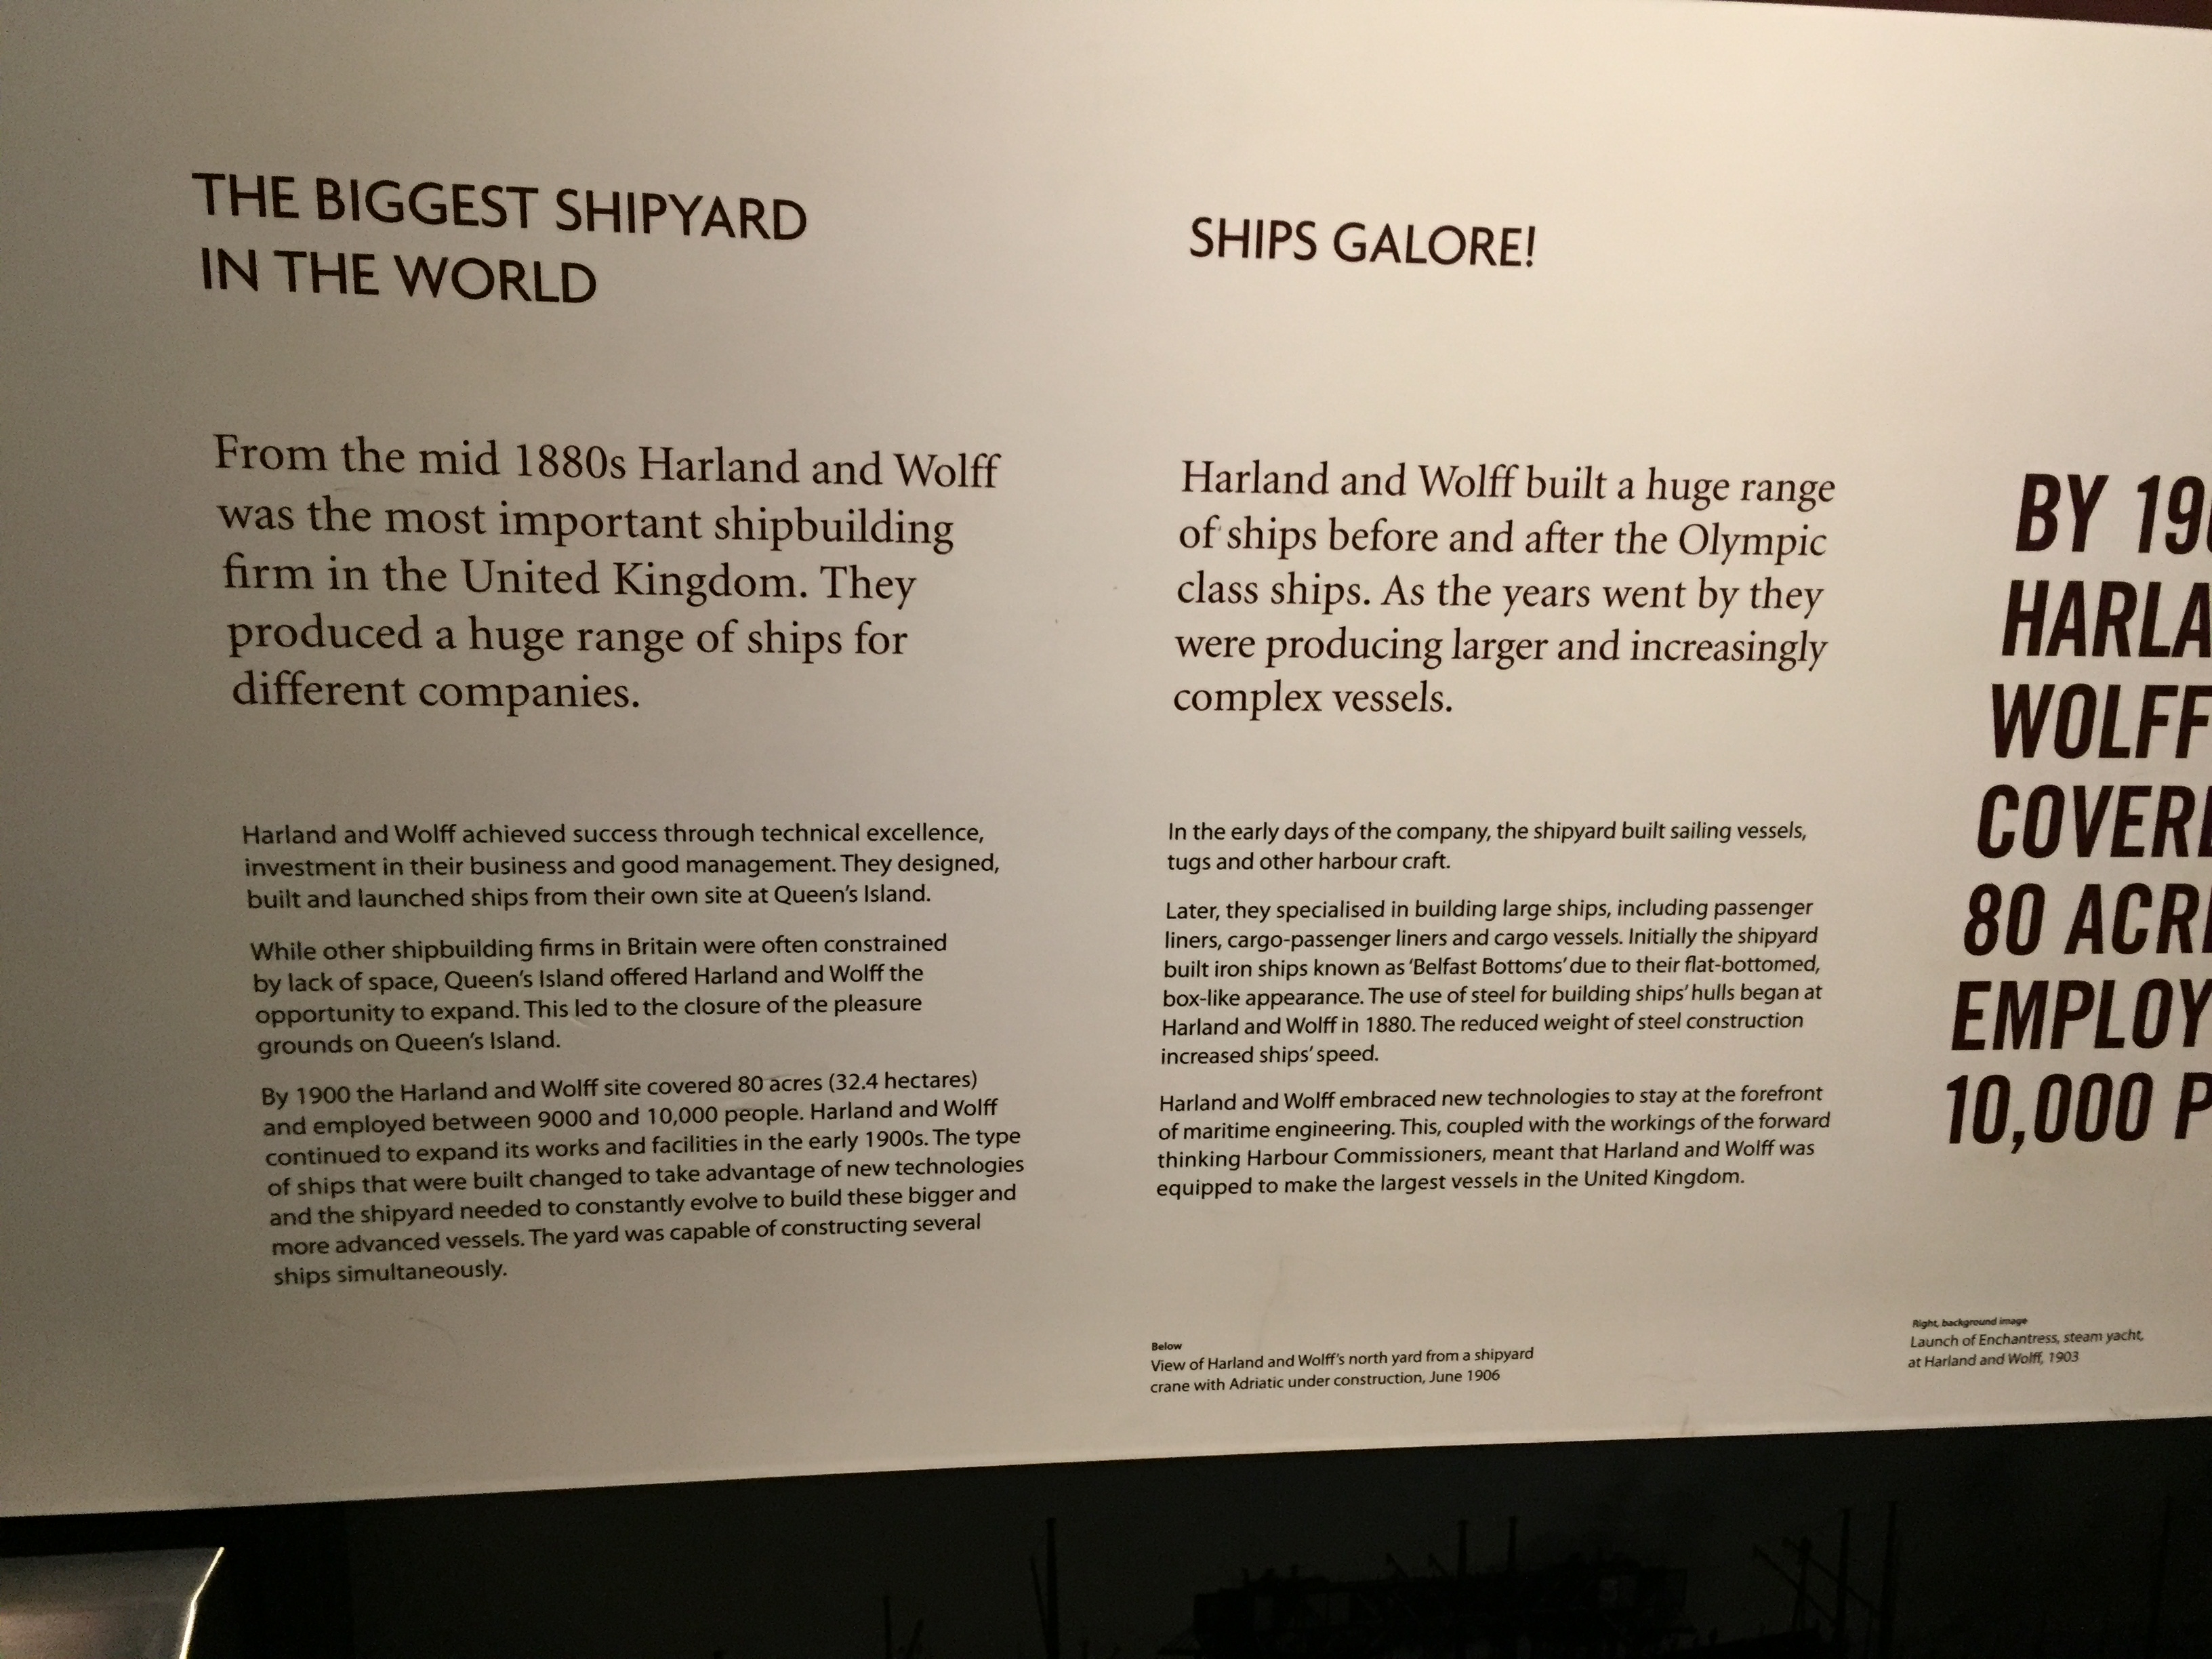 THE BIGGEST SHIPYARD
IN THE WORLD
From the mid 1880s Harland and Wolff
was the most important shipbuilding
firm in the United Kingdom. They
produced a huge range of ships for
different companies.
Harland and Wolff achieved success through technical excellence,
investment in their business and good management. They designed,
built and launched ships from their own site at Queen's Island.
While other shipbuilding firms in Britain were often constrained
by lack of space, Queen's Island offered Harland and Wolff the
opportunity to expand. This led to the closure of the pleasure
grounds on Queen's Island.
By 1900 the Harland and Wolff site covered 80 acres (32.4 hectares)
and employed between 9000 and 10,000 people. Harland and Wolff
continued to expand its works and facilities in the early 1900s. The type
of ships that were built changed to take advantage of new technologies
and the shipyard needed to constantly evolve to build these bigger and
more advanced vessels. The yard was capable of constructing several
ships simultaneously.
SHIPS GALORE!
Harland and Wolff built a huge range
of ships before and after the Olympic
class ships. As the years went by they
were producing larger and increasingly
complex vessels.
In the early days of the company, the shipyard built sailing vessels,
tugs and other harbour craft.
Later, they specialised in building large ships, including passenger
liners, cargo-passenger liners and cargo vessels. Initially the shipyard
built iron ships known as 'Belfast Bottoms' due to their flat-bottomed,
box-like appearance. The use of steel for building ships' hulls began at
Harland and Wolff in 1880. The reduced weight of steel construction
increased ships' speed.
Harland and Wolff embraced new technologies to stay at the forefront
of maritime engineering. This, coupled with the workings of the forward
thinking Harbour Commissioners, meant that Harland and Wolff was
equipped to make the largest vessels in the United Kingdom.
Below
View of Harland and Wolff's north yard from a shipyard
crane with Adriatic under construction, June 1906
BY 19
HARLA
WOLFF
COVER
80 ACR
EMPLOY
10,000 P
Right, background image
Launch of Enchantress, steam yacht,
at Harland and Wolff, 1903